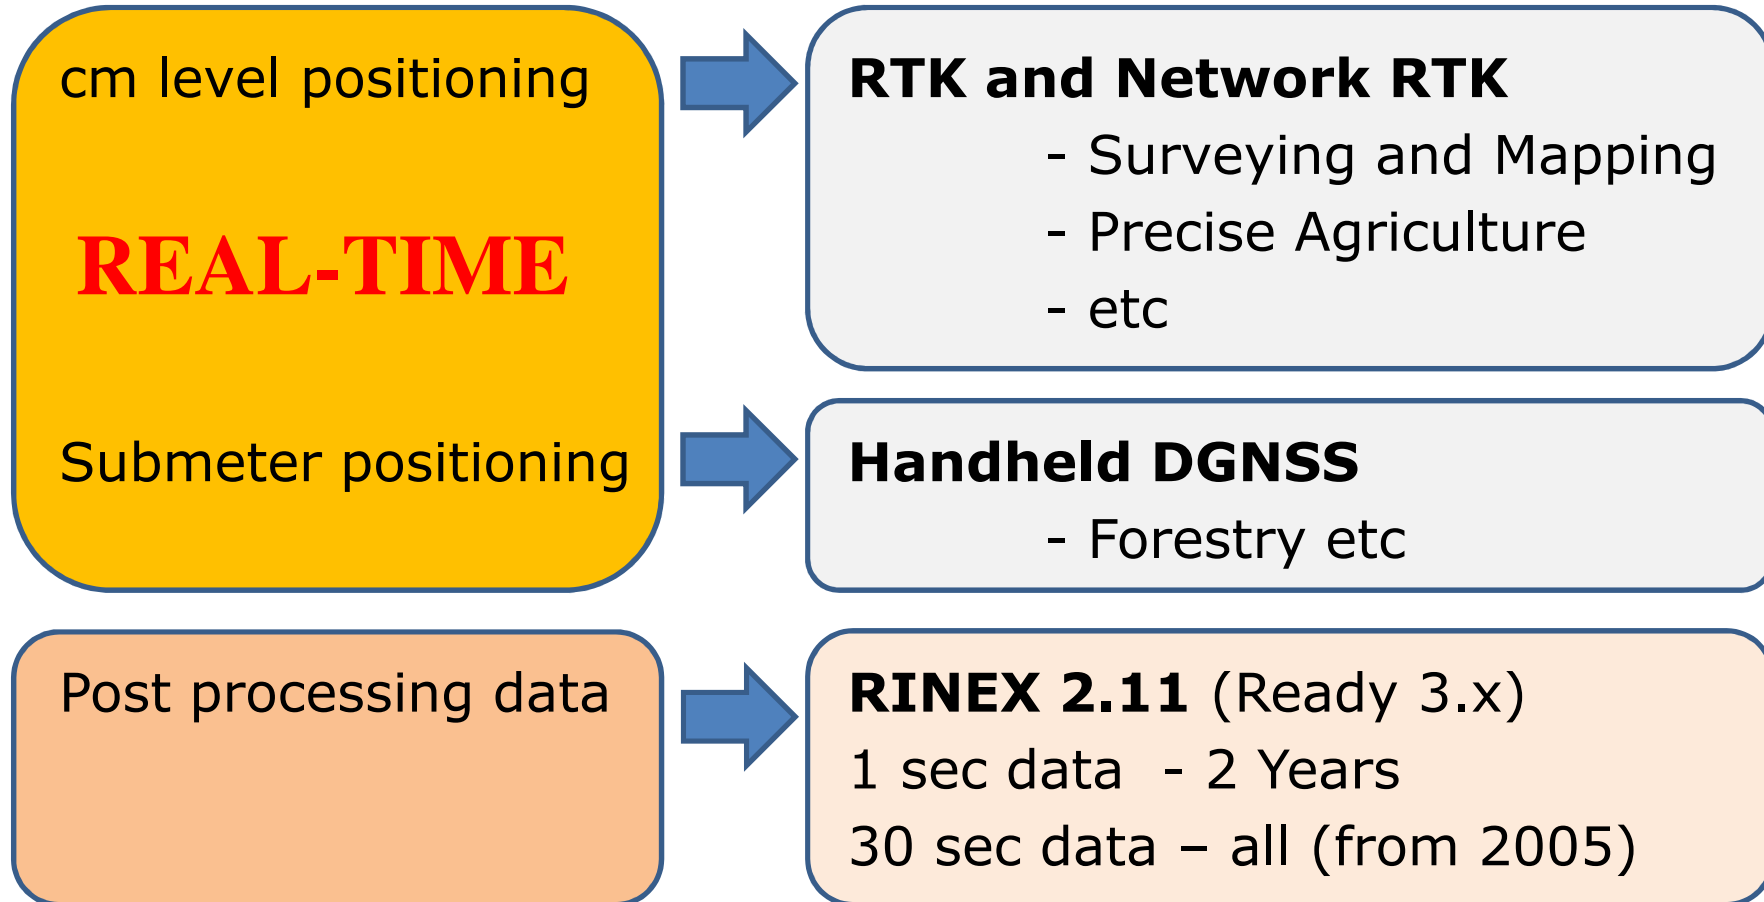 cm level positioning
REAL-TIME
Submeter positioning
RTK and Network RTK
- Surveying and Mapping
- Precise Agriculture
- etc
Handheld DGNSS
- Forestry etc
Post processing data
RINEX 2.11 (Ready 3.x)
1 sec data - 2 Years
30 sec data – all (from 2005)